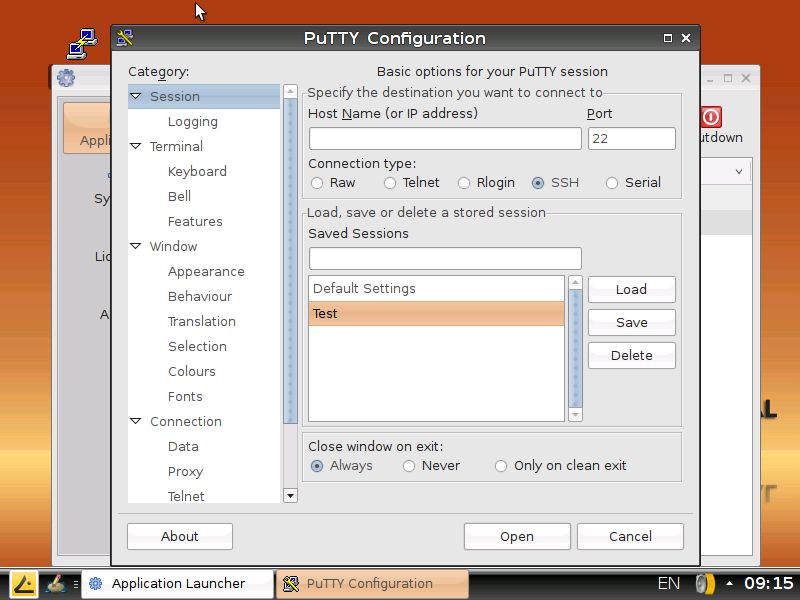 PuTTY Configuration
Category:
Session
Logging
Terminal
Keyboard
Bell
Features
Window
Appearance
Behaviour
Translation
Selection
Colours
Fonts
Connection
Data
Proxy
Telnet
Basic options for your PuTTY session
Specify the destination you want to connect to
Host Name (or IP address) Port
22
Connection type:
Raw Telnet Rlogin SSH Serial
Load, save or delete a stored session
Saved Sessions
Default Settings
Test
Load
Save
Delete
Close window on exit:
Always Never Only on clean exit
About Open Cancel
Appli
Sy
Lic
A
utdown
AL
Application Launcher PuTTY Configuration EN 09:15